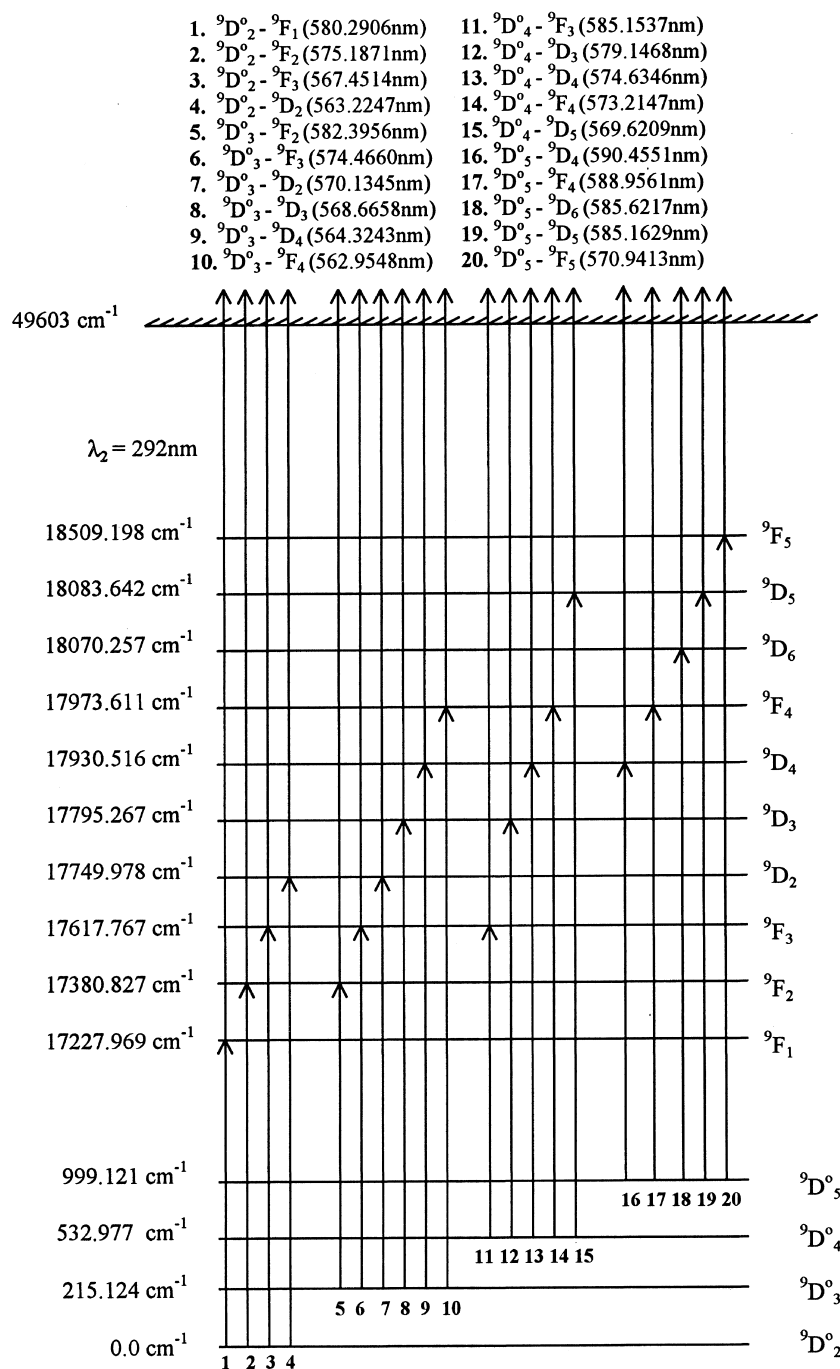 1. ⁹D°₂ - ⁹F₁ (580.2906nm)
2. ⁹D°₂ - ⁹F₂ (575.1871nm)
3. ⁹D°₂ - ⁹F₃ (567.4514nm)
4. ⁹D°₂ - ⁹D₂ (563.2247nm)
5. ⁹D°₃ - ⁹F₂ (582.3956nm)
6. ⁹D°₃ - ⁹F₃ (574.4660nm)
7. ⁹D°₃ - ⁹D₂ (570.1345nm)
8. ⁹D°₃ - ⁹D₃ (568.6658nm)
9. ⁹D°₃ - ⁹D₄ (564.3243nm)
10. ⁹D°₃ - ⁹F₄ (562.9548nm)
11. ⁹D°₄ - ⁹F₃ (585.1537nm)
12. ⁹D°₄ - ⁹D₃ (579.1468nm)
13. ⁹D°₄ - ⁹D₄ (574.6346nm)
14. ⁹D°₄ - ⁹F₄ (573.2147nm)
15. ⁹D°₄ - ⁹D₅ (569.6209nm)
16. ⁹D°₅ - ⁹D₄ (590.4551nm)
17. ⁹D°₅ - ⁹F₄ (588.9561nm)
18. ⁹D°₅ - ⁹D₆ (585.6217nm)
19. ⁹D°₅ - ⁹D₅ (585.1629nm)
20. ⁹D°₅ - ⁹F₅ (570.9413nm)
49603 cm⁻¹
λ₂ = 292nm
18509.198 cm⁻¹ ⁹F₅
18083.642 cm⁻¹ ⁹D₅
18070.257 cm⁻¹ ⁹D₆
17973.611 cm⁻¹ ⁹F₄
17930.516 cm⁻¹ ⁹D₄
17795.267 cm⁻¹ ⁹D₃
17749.978 cm⁻¹ ⁹D₂
17617.767 cm⁻¹ ⁹F₃
17380.827 cm⁻¹ ⁹F₂
17227.969 cm⁻¹ ⁹F₁
999.121 cm⁻¹ ⁹D°₅
16 17 18 19 20
532.977 cm⁻¹ ⁹D°₄
11 12 13 14 15
215.124 cm⁻¹ ⁹D°₃
5 6 7 8 9 10
0.0 cm⁻¹ ⁹D°₂
1 2 3 4